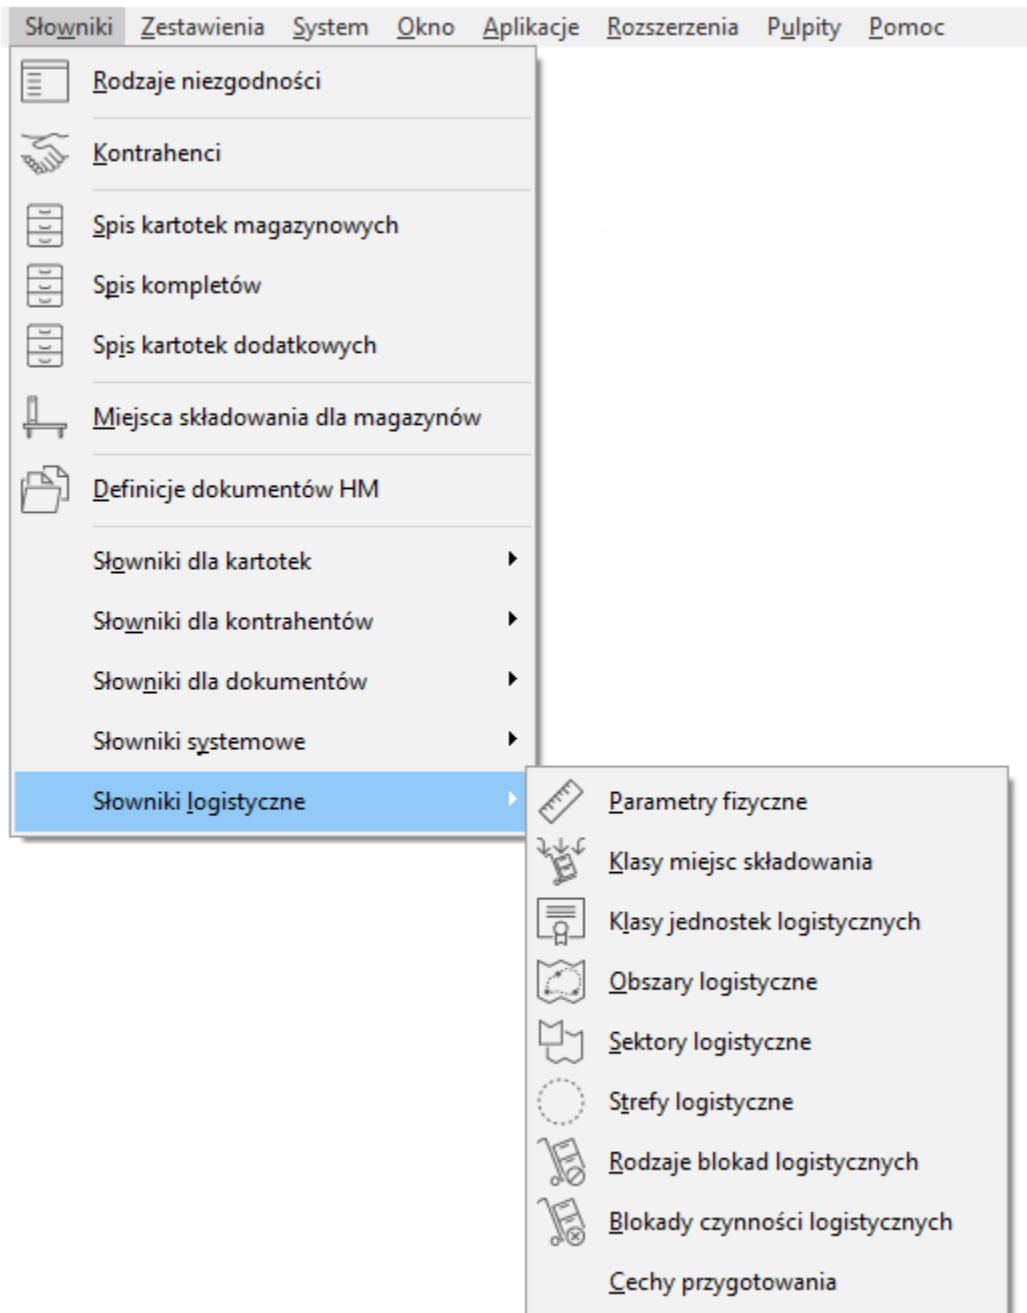 Słowniki Zestawienia System Okno Aplikacje Rozszerzenia Pulpity Pomoc
Rodzaje niezgodności
Kontrahenci
Spis kartotek magazynowych
Spis kompletów
Spis kartotek dodatkowych
Miejsca składowania dla magazynów
Definicje dokumentów HM
Słowniki dla kartotek
Słowniki dla kontrahentów
Słowniki dla dokumentów
Słowniki systemowe
Słowniki logistyczne
Parametry fizyczne
Klasy miejsc składowania
Klasy jednostek logistycznych
Obszary logistyczne
Sektory logistyczne
Strefy logistyczne
Rodzaje blokad logistycznych
Blokady czynności logistycznych
Cechy przygotowania